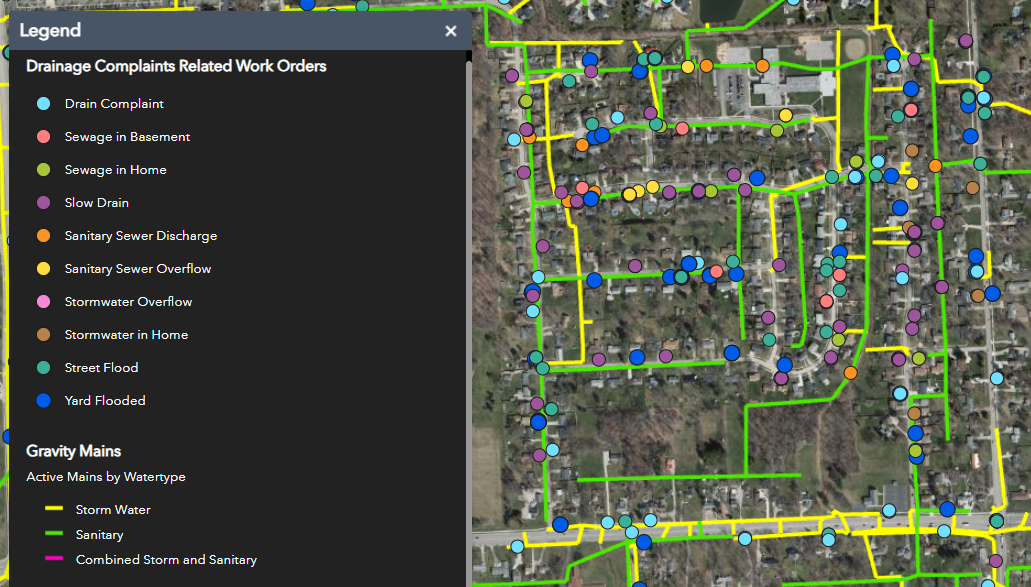 Legend
×
Drainage Complaints Related Work Orders
Drain Complaint
Sewage in Basement
Sewage in Home
Slow Drain
Sanitary Sewer Discharge
Sanitary Sewer Overflow
Stormwater Overflow
Stormwater in Home
Street Flood
Yard Flooded
Gravity Mains
Active Mains by Watertype
Storm Water
Sanitary
Combined Storm and Sanitary